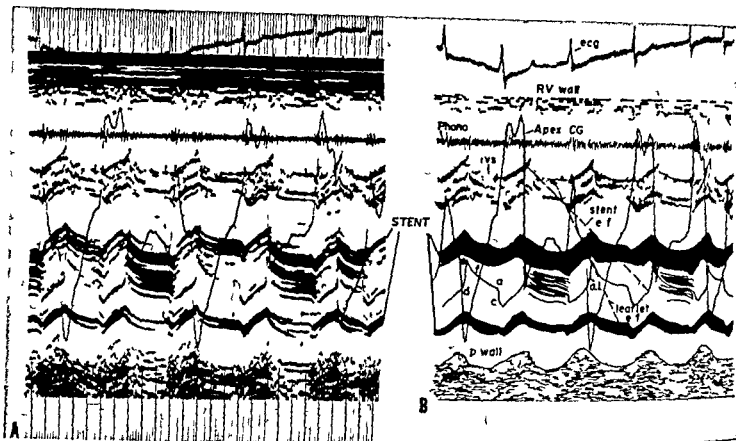 ecg
RV wall
Phono
Apex CG
IVS
stent
e f
STENT
d
a
c
a.l.
leaflet
e f
p wall
A
B